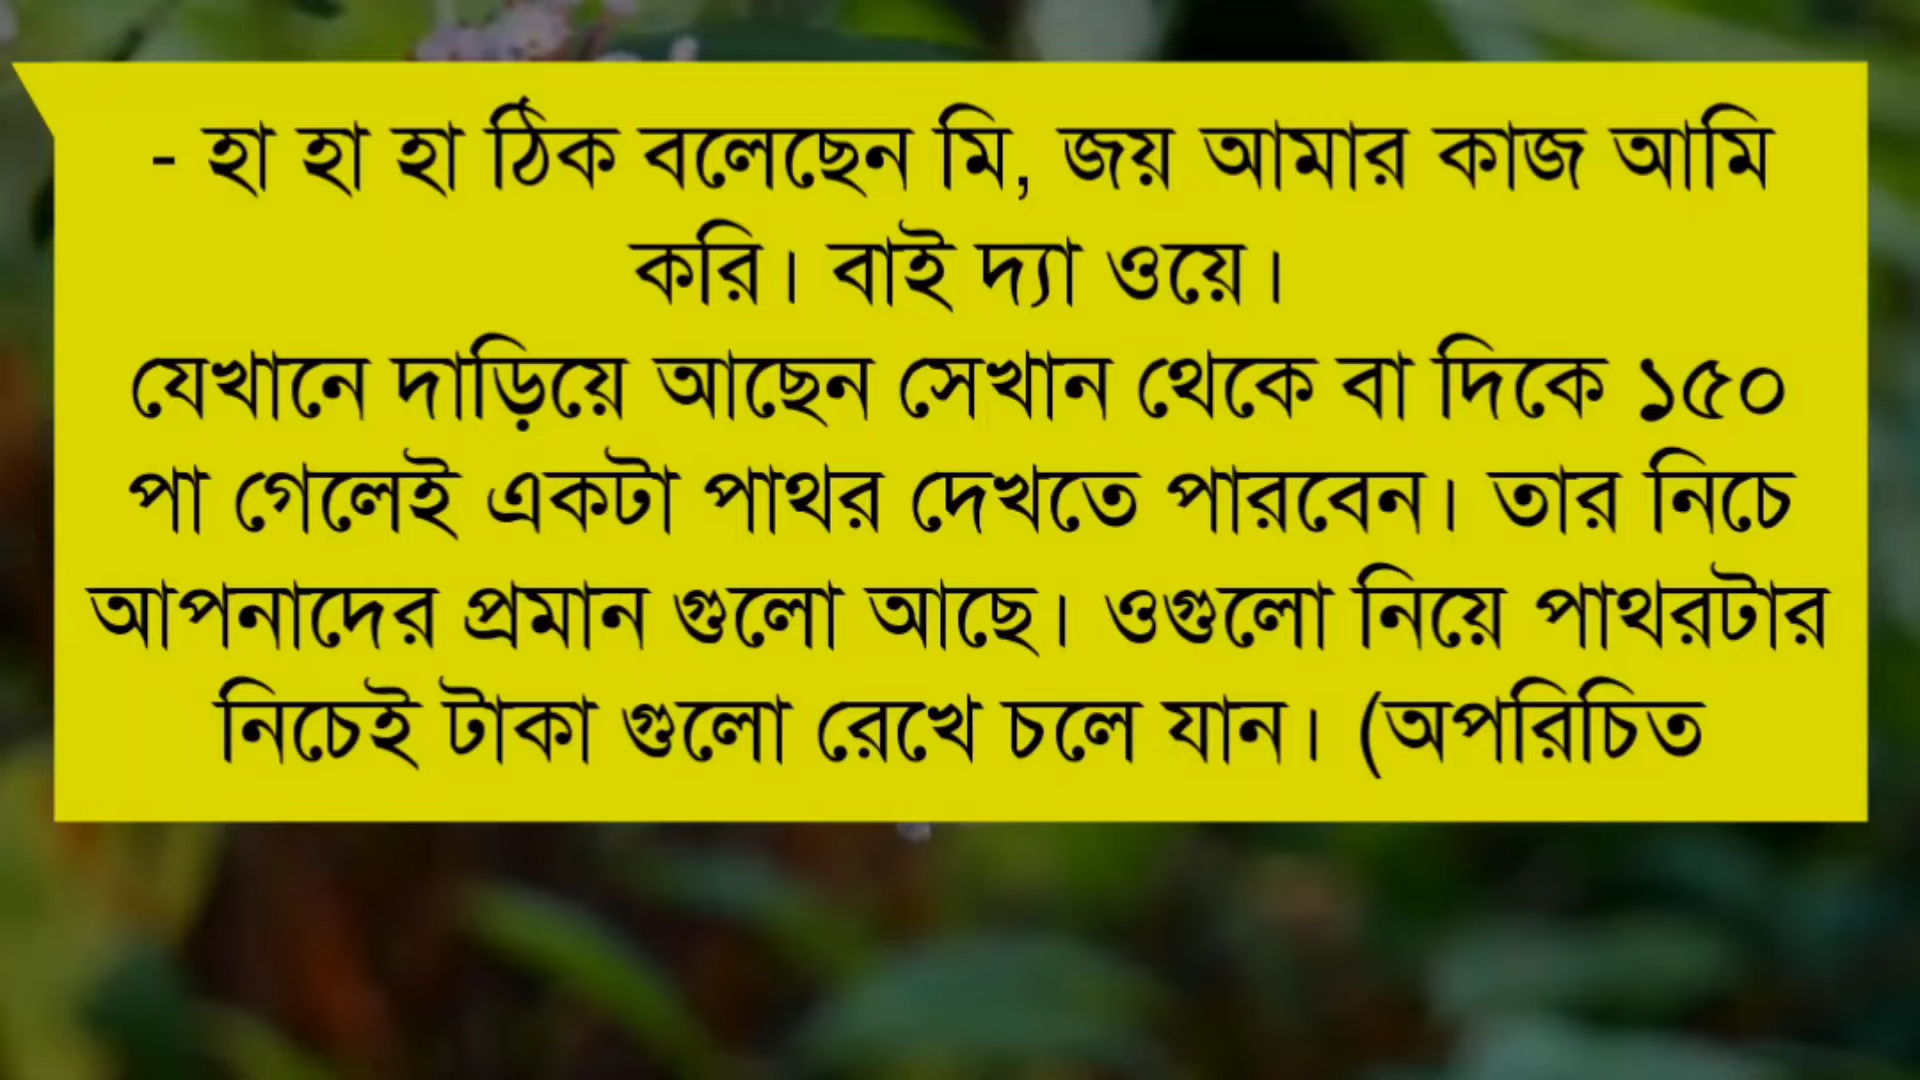 - হা হা হা ঠিক বলেছেন মি, জয় আমার কাজ আমি
করি। বাই দ্যা ওয়ে।
যেখানে দাড়িয়ে আছেন সেখান থেকে বা দিকে ১৫০
পা গেলেই একটা পাথর দেখতে পারবেন। তার নিচে
আপনাদের প্রমান গুলো আছে। ওগুলো নিয়ে পাথরটার
নিচেই টাকা গুলো রেখে চলে যান। (অপরিচিত